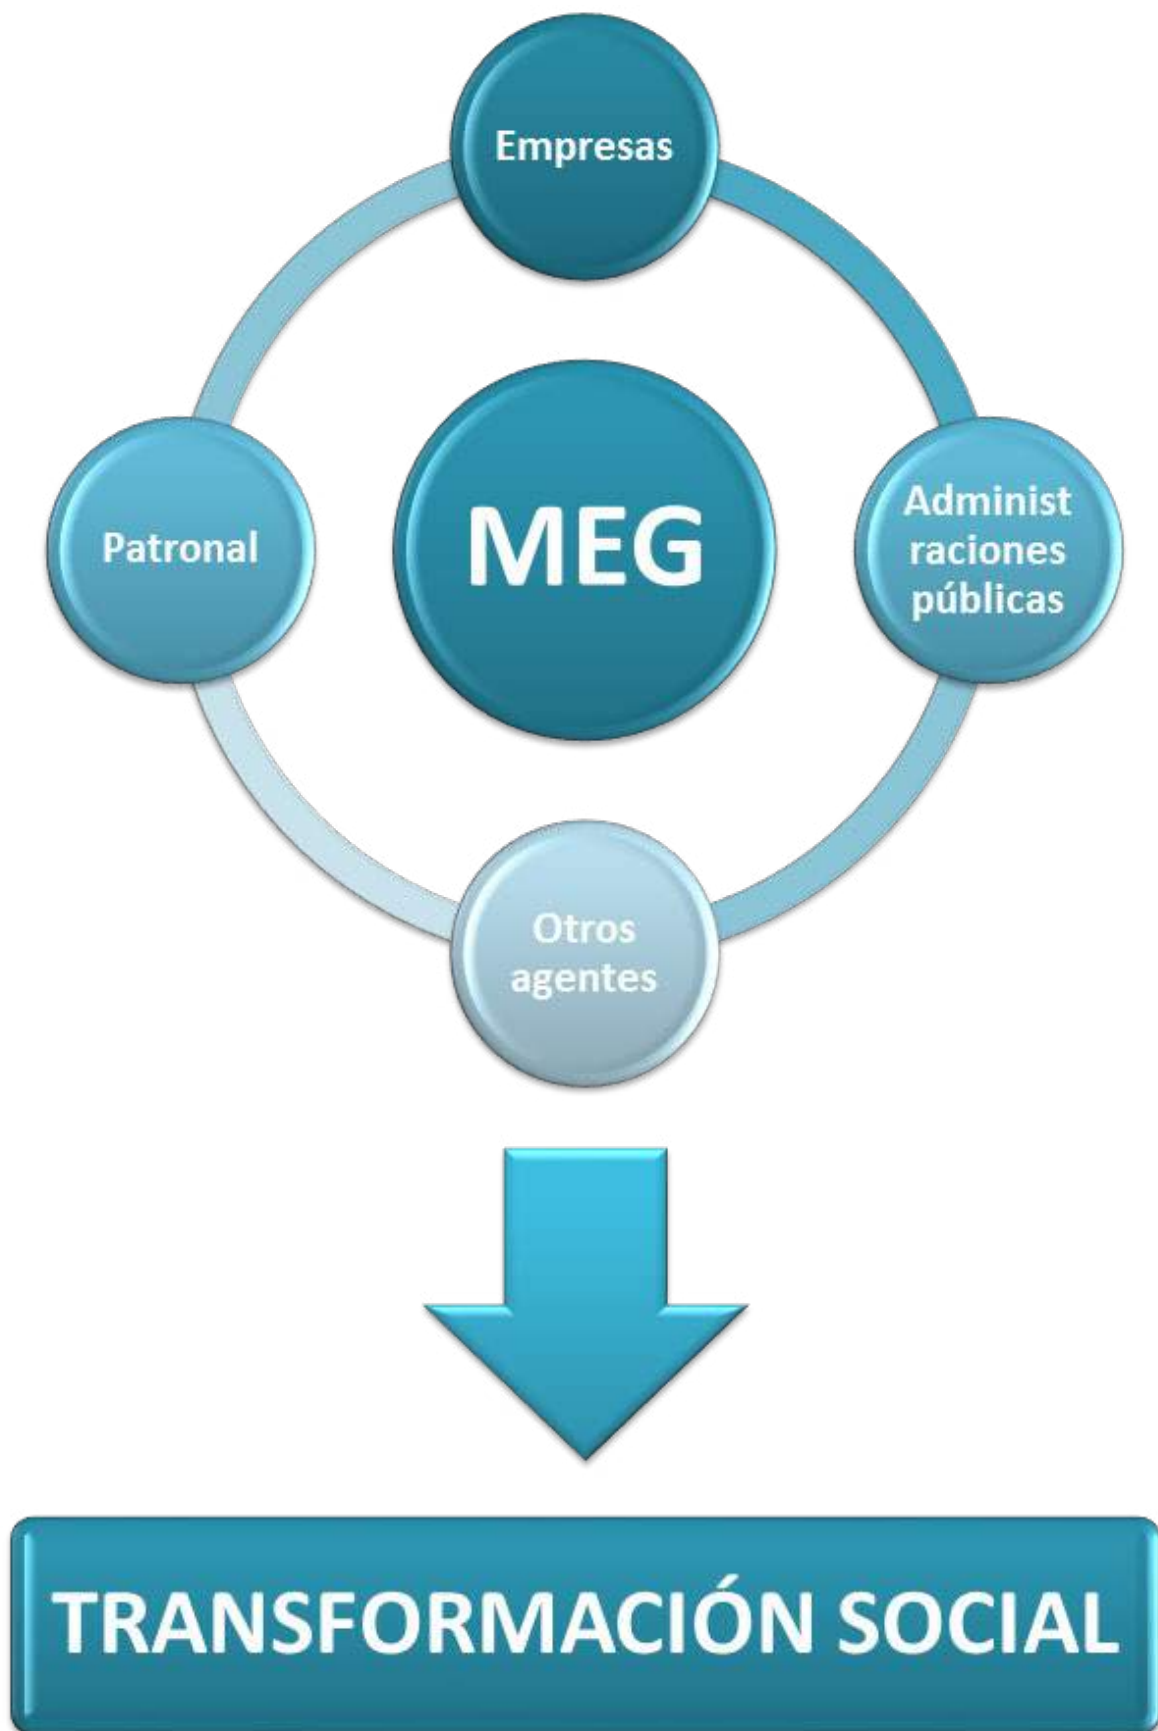 Empresas
Patronal
MEG
Administ
raciones
públicas
Otros
agentes
TRANSFORMACIÓN SOCIAL